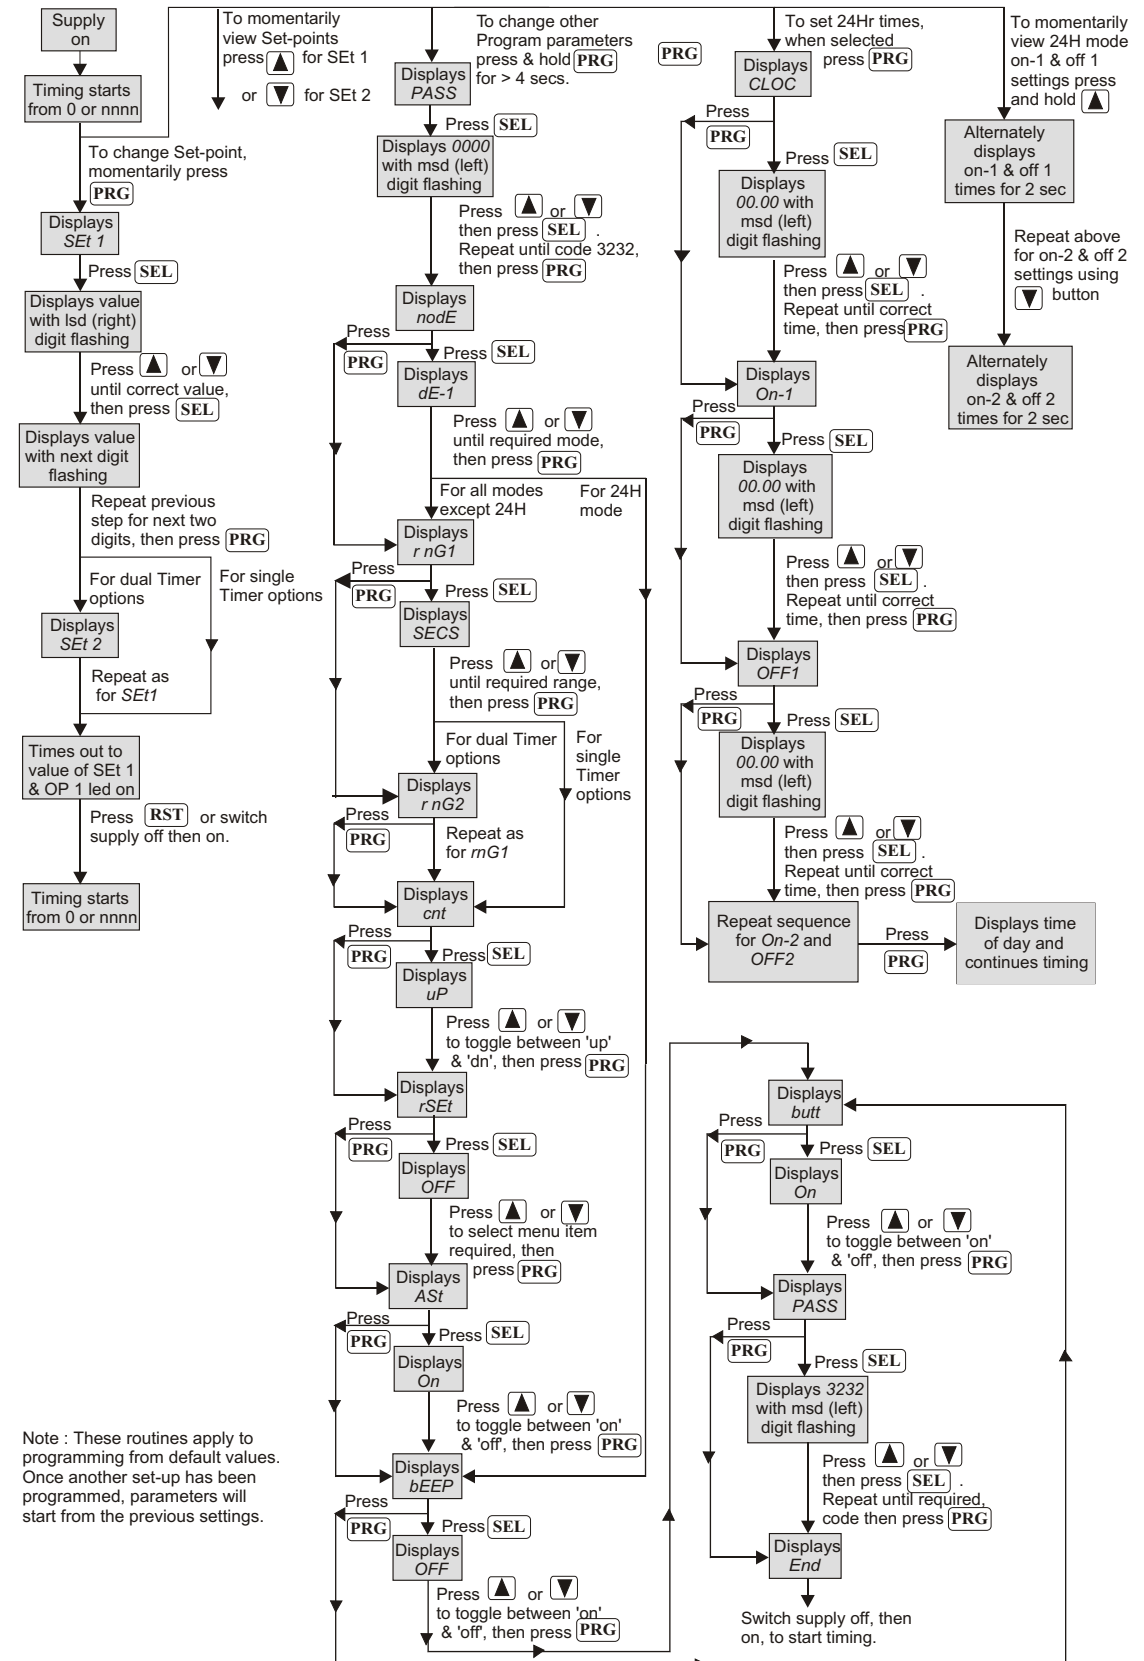 Supply
on
Timing starts
from 0 or nnnn
To change Set-point,
momentarily press
PRG
Displays
SEt 1
Press SEL
Displays value
with lsd (right)
digit flashing
Press ▲ or ▼
until correct value,
then press SEL
Displays value
with next digit
flashing
Repeat previous
step for next two
digits, then press PRG
For dual Timer
options
For single
Timer options
Displays
SEt 2
Repeat as
for SEt1
Times out to
value of SEt 1
& OP 1 led on
Press RST or switch
supply off then on.
Timing starts
from 0 or nnnn
Note : These routines apply to
programming from default values.
Once another set-up has been
programmed, parameters will
start from the previous settings.
To momentarily
view Set-points
press ▲ for SEt 1
or ▼ for SEt 2
To change other
Program parameters
press & hold PRG
for > 4 secs.
Displays
PASS
Press SEL
Displays 0000
with msd (left)
digit flashing
Press ▲ or ▼
then press SEL .
Repeat until code 3232,
then press PRG
Displays
nodE
Press
PRG
Press SEL
Displays
dE-1
Press ▲ or ▼
until required mode,
then press PRG
For all modes
except 24H
For 24H
mode
Displays
r nG1
Press
PRG
Press SEL
Displays
SECS
Press ▲ or ▼
until required range,
then press PRG
For dual Timer
options
For
single
Timer
options
Displays
r nG2
Press
PRG
Repeat as
for rnG1
Displays
cnt
Press
PRG
Press SEL
Displays
uP
Press ▲ or ▼
to toggle between 'up'
& 'dn', then press PRG
Displays
rSEt
Press
PRG
Press SEL
Displays
OFF
Press ▲ or ▼
to select menu item
required, then
press PRG
Displays
ASt
Press
PRG
Press SEL
Displays
On
Press ▲ or ▼
to toggle between 'on'
& 'off', then press PRG
Displays
bEEP
Press
PRG
Press SEL
Displays
OFF
Press ▲ or ▼
to toggle between 'on'
& 'off', then press PRG
PRG
To set 24Hr times,
when selected
press PRG
Displays
CLOC
Press
PRG
Press SEL
Displays
00.00 with
msd (left)
digit flashing
Press ▲ or ▼
then press SEL .
Repeat until correct
time, then press PRG
Displays
On-1
Press
PRG
Press SEL
Displays
00.00 with
msd (left)
digit flashing
Press ▲ or ▼
then press SEL .
Repeat until correct
time, then press PRG
Displays
OFF1
Press
PRG
Press SEL
Displays
00.00 with
msd (left)
digit flashing
Press ▲ or ▼
then press SEL .
Repeat until correct
time, then press PRG
Repeat sequence
for On-2 and
OFF2
Press
PRG
Displays time
of day and
continues timing
To momentarily
view 24H mode
on-1 & off 1
settings press
and hold ▲
Alternately
displays
on-1 & off 1
times for 2 sec
Repeat above
for on-2 & off 2
settings using
▼ button
Alternately
displays
on-2 & off 2
times for 2 sec
Displays
butt
Press
PRG
Press SEL
Displays
On
Press ▲ or ▼
to toggle between 'on'
& 'off', then press PRG
Displays
PASS
Press
PRG
Press SEL
Displays 3232
with msd (left)
digit flashing
Press ▲ or ▼
then press SEL .
Repeat until required,
code then press PRG
Displays
End
Switch supply off, then
on, to start timing.